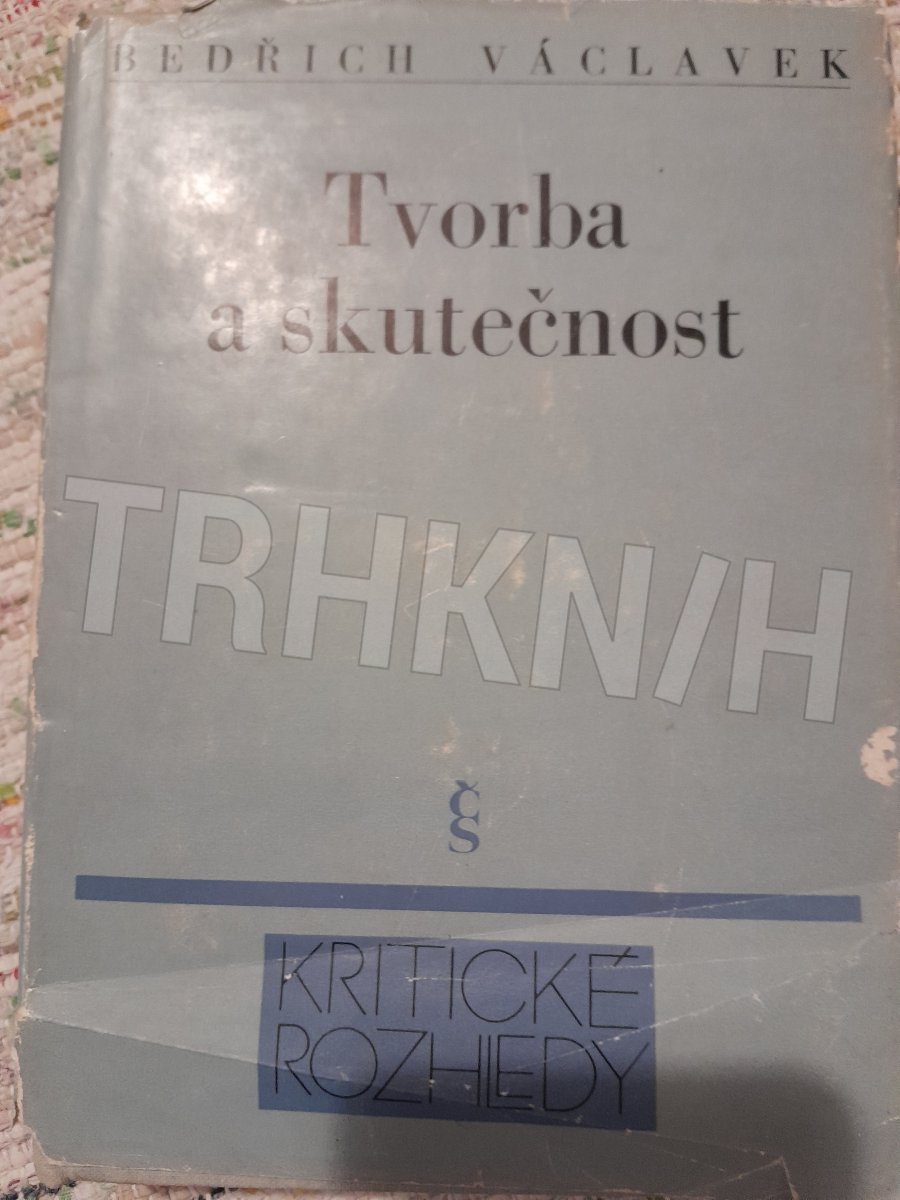 BEDŘICH VÁCLAVEK
Tvorba
a skutečnost
TRHKN/H
čs
KRITICKÉ
ROZHLEDY